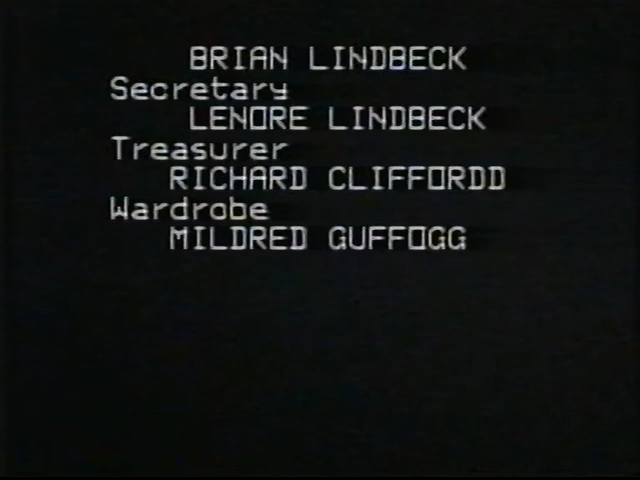 BRIAN LINDBECK
Secretary
LENORE LINDBECK
Treasurer
RICHARD CLIFFORDD
Wardrobe
MILDRED GUFFOGG